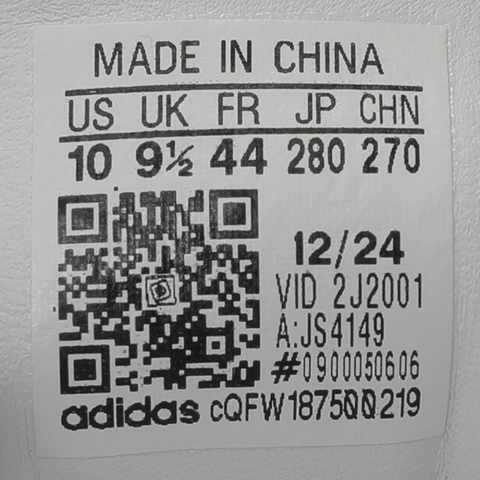 MADE IN CHINA
US UK FR JP CHN
10 9½ 44 280 270
12/24
VID 2J2001
A:JS4149
#0900050606
adidas cQFW187500219